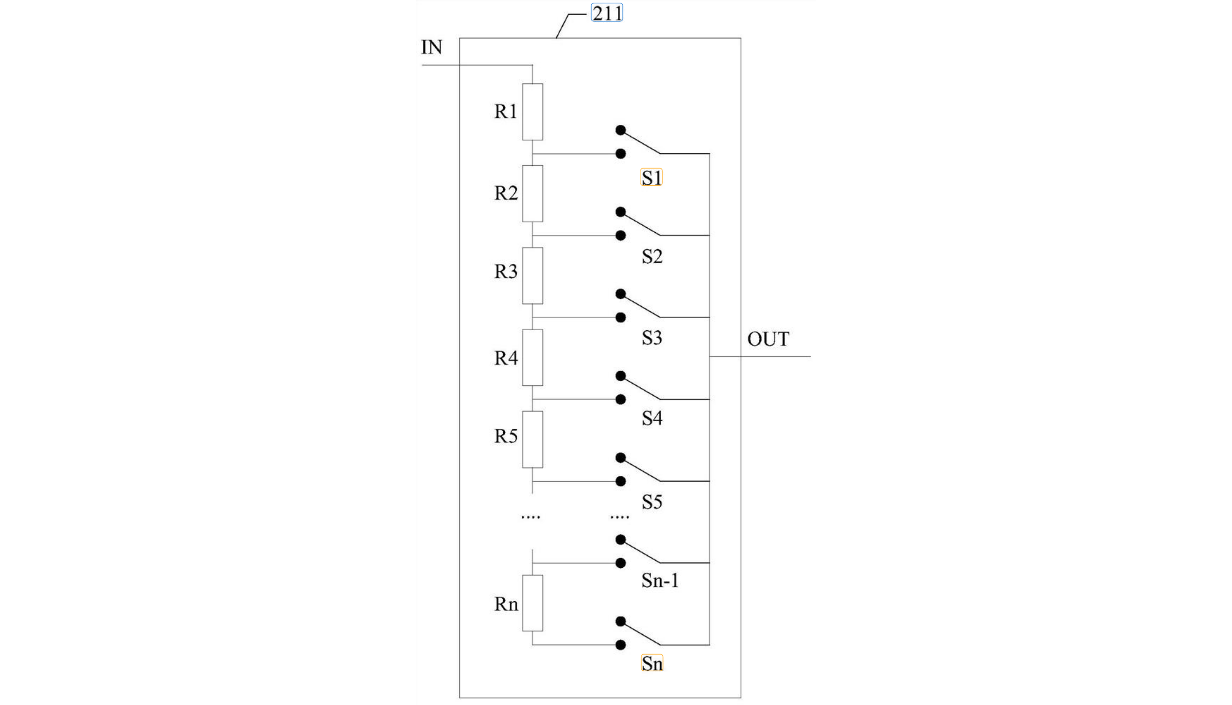 211
IN
R1
S1
R2
S2
R3
S3
OUT
R4
S4
R5
S5
.... ....
Sn-1
Rn
Sn